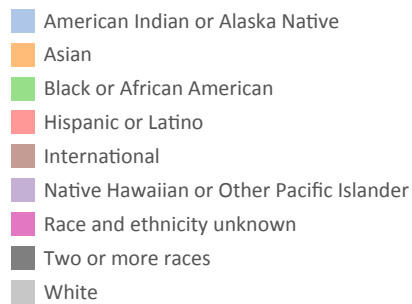 American Indian or Alaska Native
Asian
Black or African American
Hispanic or Latino
International
Native Hawaiian or Other Pacific Islander
Race and ethnicity unknown
Two or more races
White